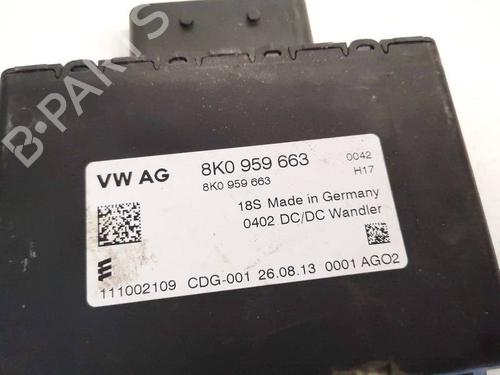 B-PARTS
VW AG 8K0 959 663 0042
8K0 959 663 H17
18S Made in Germany
0402 DC/DC Wandler
111002109 CDG-001 26.08.13 0001 AG02